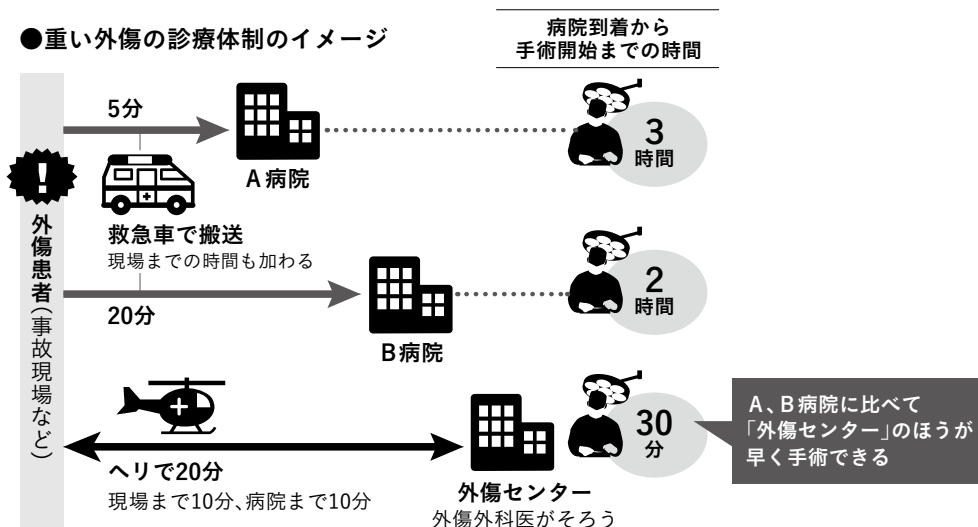 ●重い外傷の診療体制のイメージ
病院到着から
手術開始までの時間
!
外傷患者(事故現場など)
5分
A病院
3
時間
救急車で搬送
現場までの時間も加わる
20分
B病院
2
時間
ヘリで20分
現場まで10分、病院まで10分
外傷センター
外傷外科医がそろう
30
分
A、B病院に比べて
「外傷センター」のほうが
早く手術できる